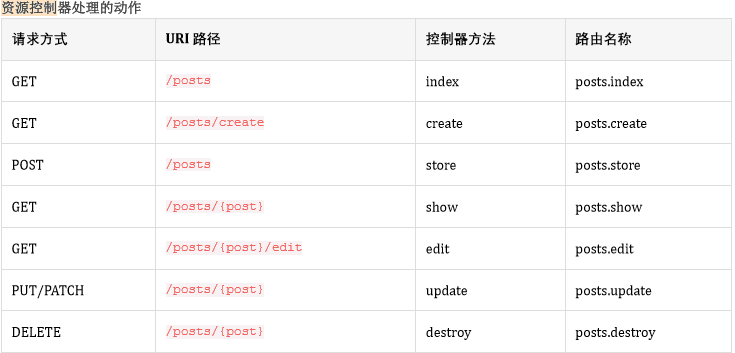 资源控制器处理的动作
请求方式 URI 路径 控制器方法 路由名称
GET /posts index posts.index
GET /posts/create create posts.create
POST /posts store posts.store
GET /posts/{post} show posts.show
GET /posts/{post}/edit edit posts.edit
PUT/PATCH /posts/{post} update posts.update
DELETE /posts/{post} destroy posts.destroy